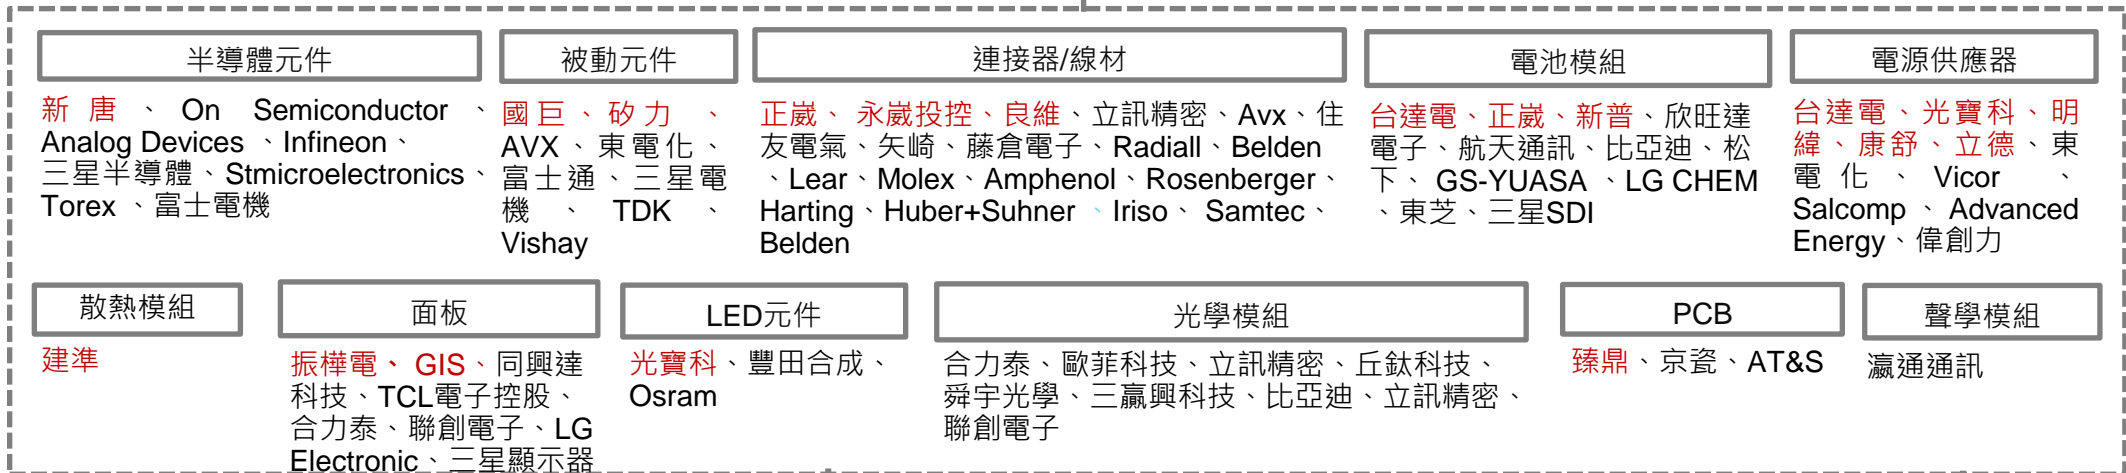 半導體元件
新唐、On Semiconductor、
Analog Devices、Infineon、
三星半導體、Stmicroelectronics、
Torex、富士電機
被動元件
國巨、矽力、
AVX、東電化、
富士通、三星電
機、TDK、
Vishay
連接器/線材
正崴、永崴投控、良維、立訊精密、Avx、住
友電氣、矢崎、藤倉電子、Radiall、Belden
、Lear、Molex、Amphenol、Rosenberger、
Harting、Huber+Suhner、Iriso、Samtec、
Belden
電池模組
台達電、正崴、新普、欣旺達
電子、航天通訊、比亞迪、松
下、GS-YUASA、LG CHEM
、東芝、三星SDI
電源供應器
台達電、光寶科、明
緯、康舒、立德、東
電化、Vicor、
Salcomp、Advanced
Energy、偉創力
散熱模組
建準
面板
振樺電、GIS、同興達
科技、TCL電子控股、
合力泰、聯創電子、LG
Electronic、三星顯示器
LED元件
光寶科、豐田合成、
Osram
光學模組
合力泰、歐菲科技、立訊精密、丘鈦科技、
舜宇光學、三贏興科技、比亞迪、立訊精密、
聯創電子
PCB
臻鼎、京瓷、AT&S
聲學模組
瀛通通訊